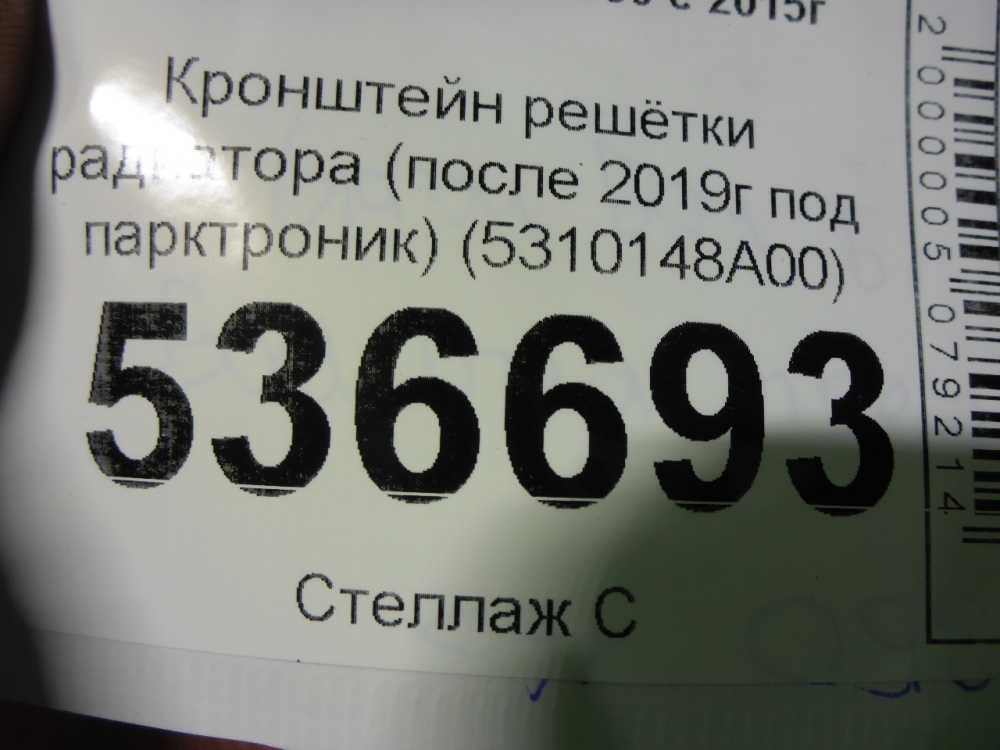 с 2015г
Кронштейн решётки
радиатора (после 2019г под
парктроник) (5310148A00)
536693
Стеллаж С
2000005079214